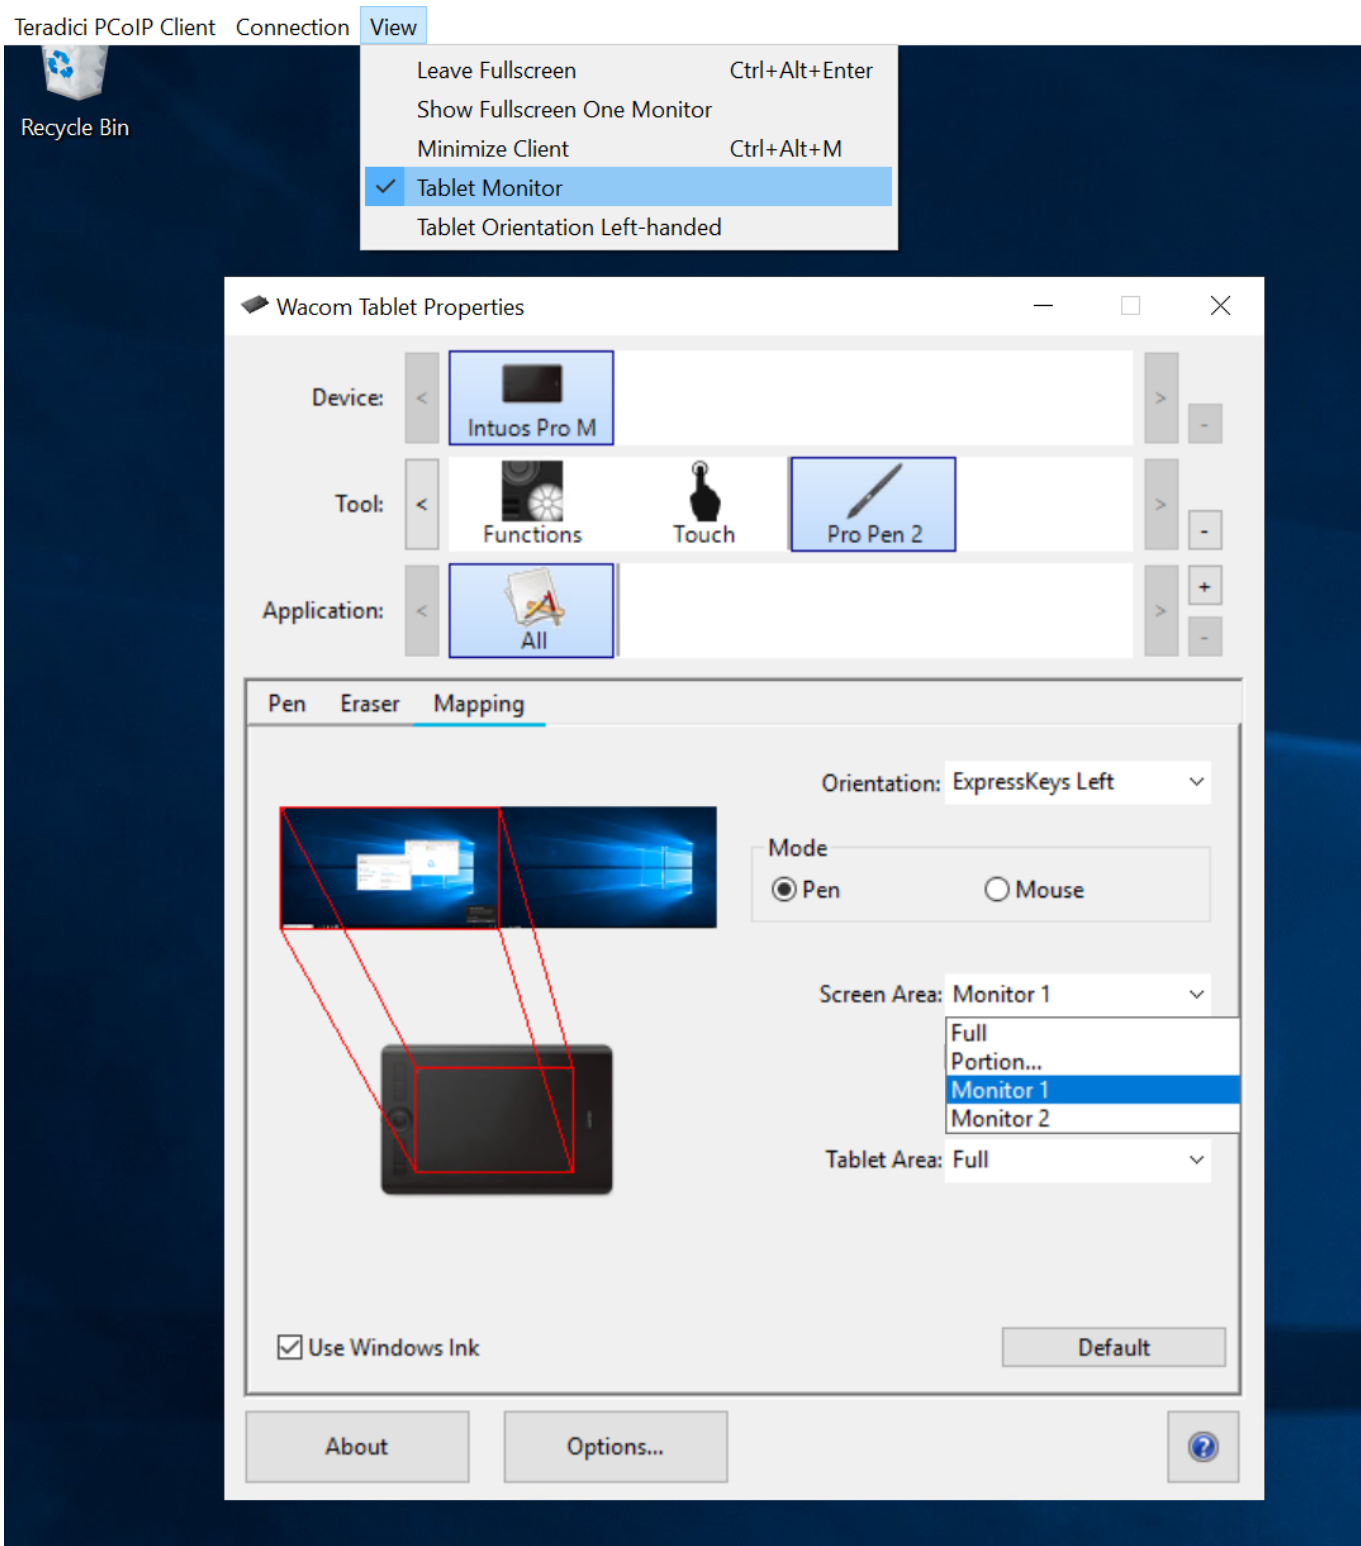 Teradici PCoIP Client Connection View
Leave Fullscreen Ctrl+Alt+Enter
Show Fullscreen One Monitor
Minimize Client Ctrl+Alt+M
Tablet Monitor
Tablet Orientation Left-handed
Recycle Bin
Wacom Tablet Properties
Device: < Intuos Pro M > -
Tool: < Functions Touch Pro Pen 2 > -
Application: < All > + -
Pen Eraser Mapping
Orientation: ExpressKeys Left
Mode
Pen Mouse
Screen Area: Monitor 1
Full
Portion...
Monitor 1
Monitor 2
Tablet Area: Full
Use Windows Ink Default
About Options... ?